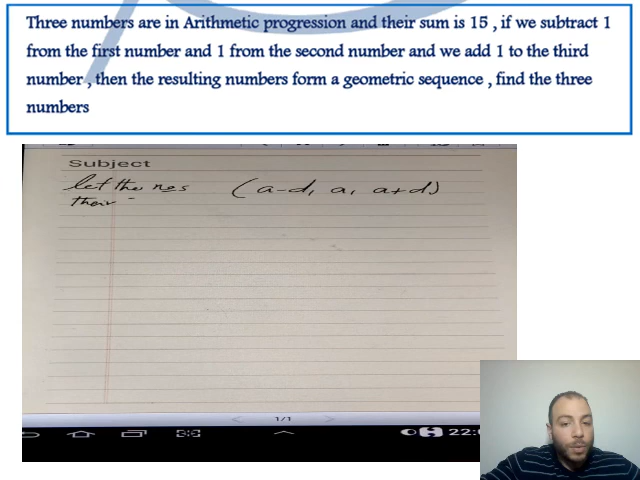 Three numbers are in Arithmetic progression and their sum is 15 , if we subtract 1
from the first number and 1 from the second number and we add 1 to the third
number , then the resulting numbers form a geometric sequence , find the three
numbers
Subject
let the nos (a-d, a, a+d)
their
1/1
22: